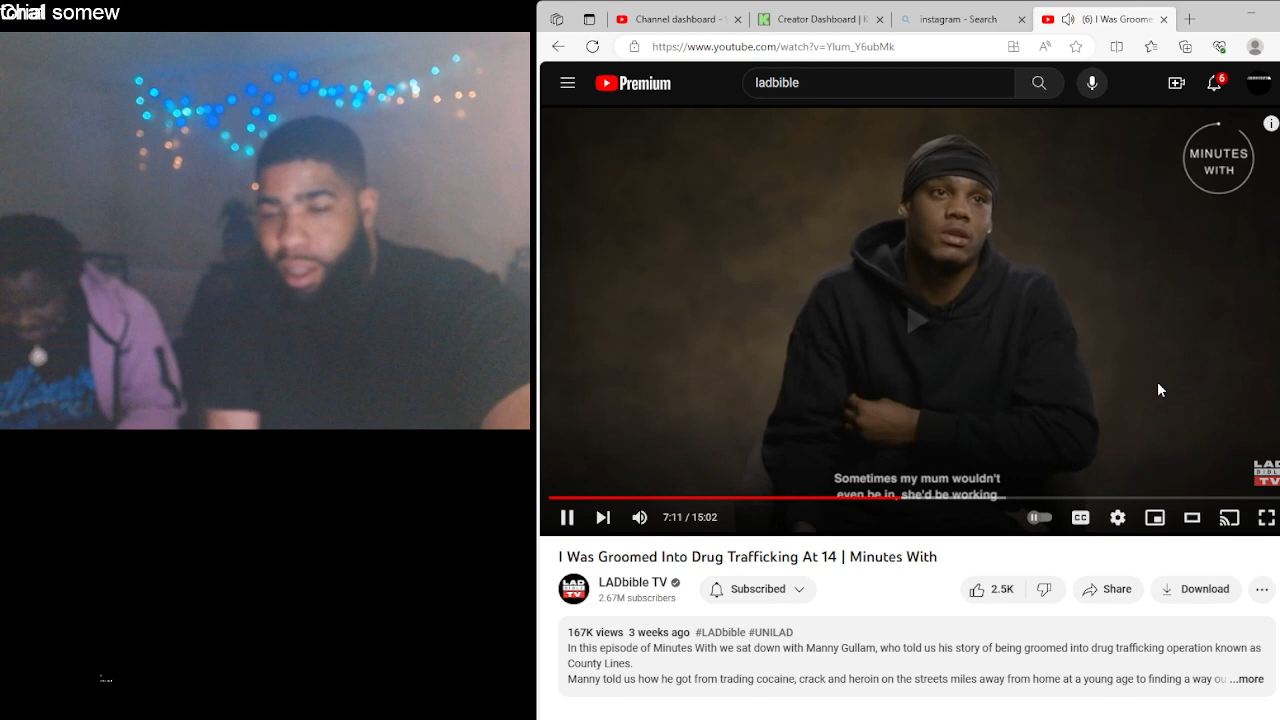 Channel dashboard -
Creator Dashboard | K
instagram - Search
(6) I Was Groome
https://www.youtube.com/watch?v=Ylum_Y6ubMk
Premium
ladbible
6
MINUTES
WITH
LAD
BIBLE
TV
Sometimes my mum wouldn't
even be in, she'd be working...
7:11 / 15:02
CC
I Was Groomed Into Drug Trafficking At 14 | Minutes With
LAD
BIBLE
TV
LADbible TV
2.67M subscribers
Subscribed
2.5K
Share
Download
167K views 3 weeks ago #LADbible #UNILAD
In this episode of Minutes With we sat down with Manny Gullam, who told us his story of being groomed into drug trafficking operation known as
County Lines.
Manny told us how he got from trading cocaine, crack and heroin on the streets miles away from home at a young age to finding a way ou ...more
somew